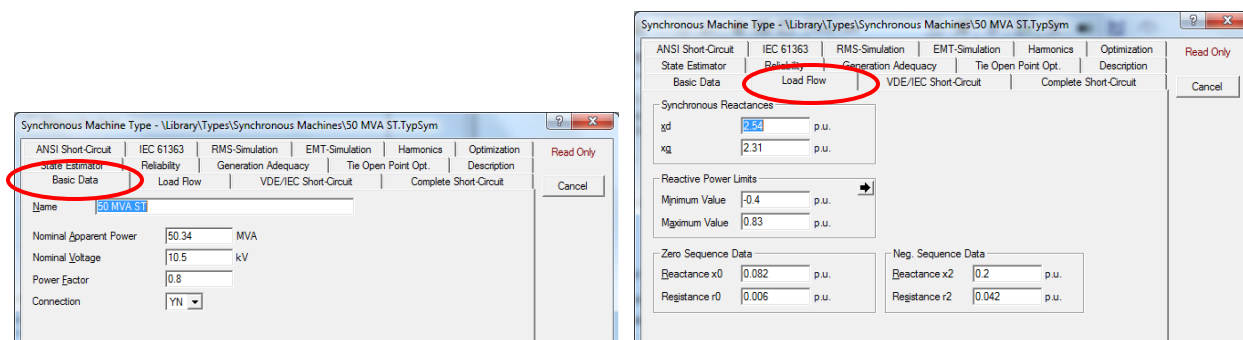 Synchronous Machine Type - \Library\Types\Synchronous Machines\50 MVA ST.TypSym
ANSI Short-Circuit IEC 61363 RMS-Simulation EMT-Simulation Harmonics Optimization
State Estimator Reliability Generation Adequacy Tie Open Point Opt. Description
Basic Data Load Flow VDE/IEC Short-Circuit Complete Short-Circuit
Read Only
Cancel
Name 50 MVA ST
Nominal Apparent Power 50.34 MVA
Nominal Voltage 10.5 kV
Power Factor 0.8
Connection YN
Synchronous Machine Type - \Library\Types\Synchronous Machines\50 MVA ST.TypSym
ANSI Short-Circuit IEC 61363 RMS-Simulation EMT-Simulation Harmonics Optimization
State Estimator Reliability Generation Adequacy Tie Open Point Opt. Description
Basic Data Load Flow VDE/IEC Short-Circuit Complete Short-Circuit
Read Only
Cancel
Synchronous Reactances
xd 2.54 p.u.
xq 2.31 p.u.
Reactive Power Limits
Minimum Value -0.4 p.u.
Maximum Value 0.83 p.u.
Zero Sequence Data
Reactance x0 0.082 p.u.
Resistance r0 0.006 p.u.
Neg. Sequence Data
Reactance x2 0.2 p.u.
Resistance r2 0.042 p.u.